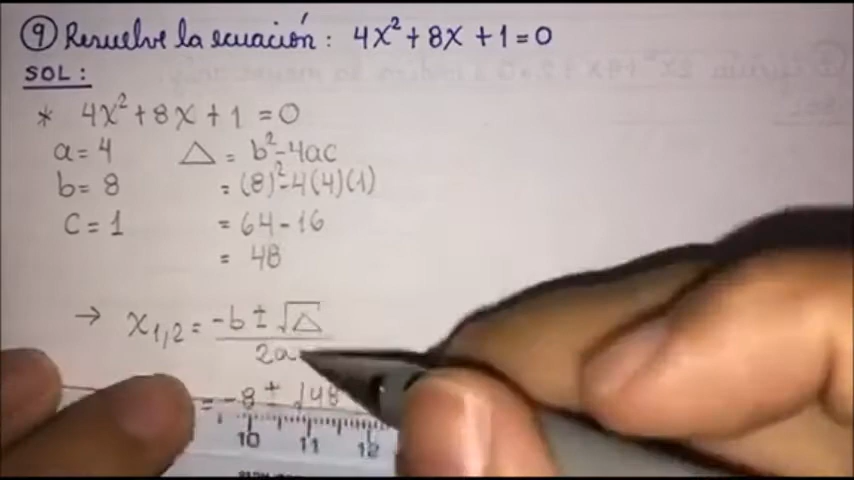 ⑨ Resuelve la ecuación: 4x² + 8x + 1 = 0
SOL:
* 4x² + 8x + 1 = 0
a = 4 △ = b² - 4ac
b = 8 = (8)² - 4(4)(1)
c = 1 = 64 - 16
= 48
→ x₁,₂ = -b ± √△
2a
= -8 ± √48
10 11 12